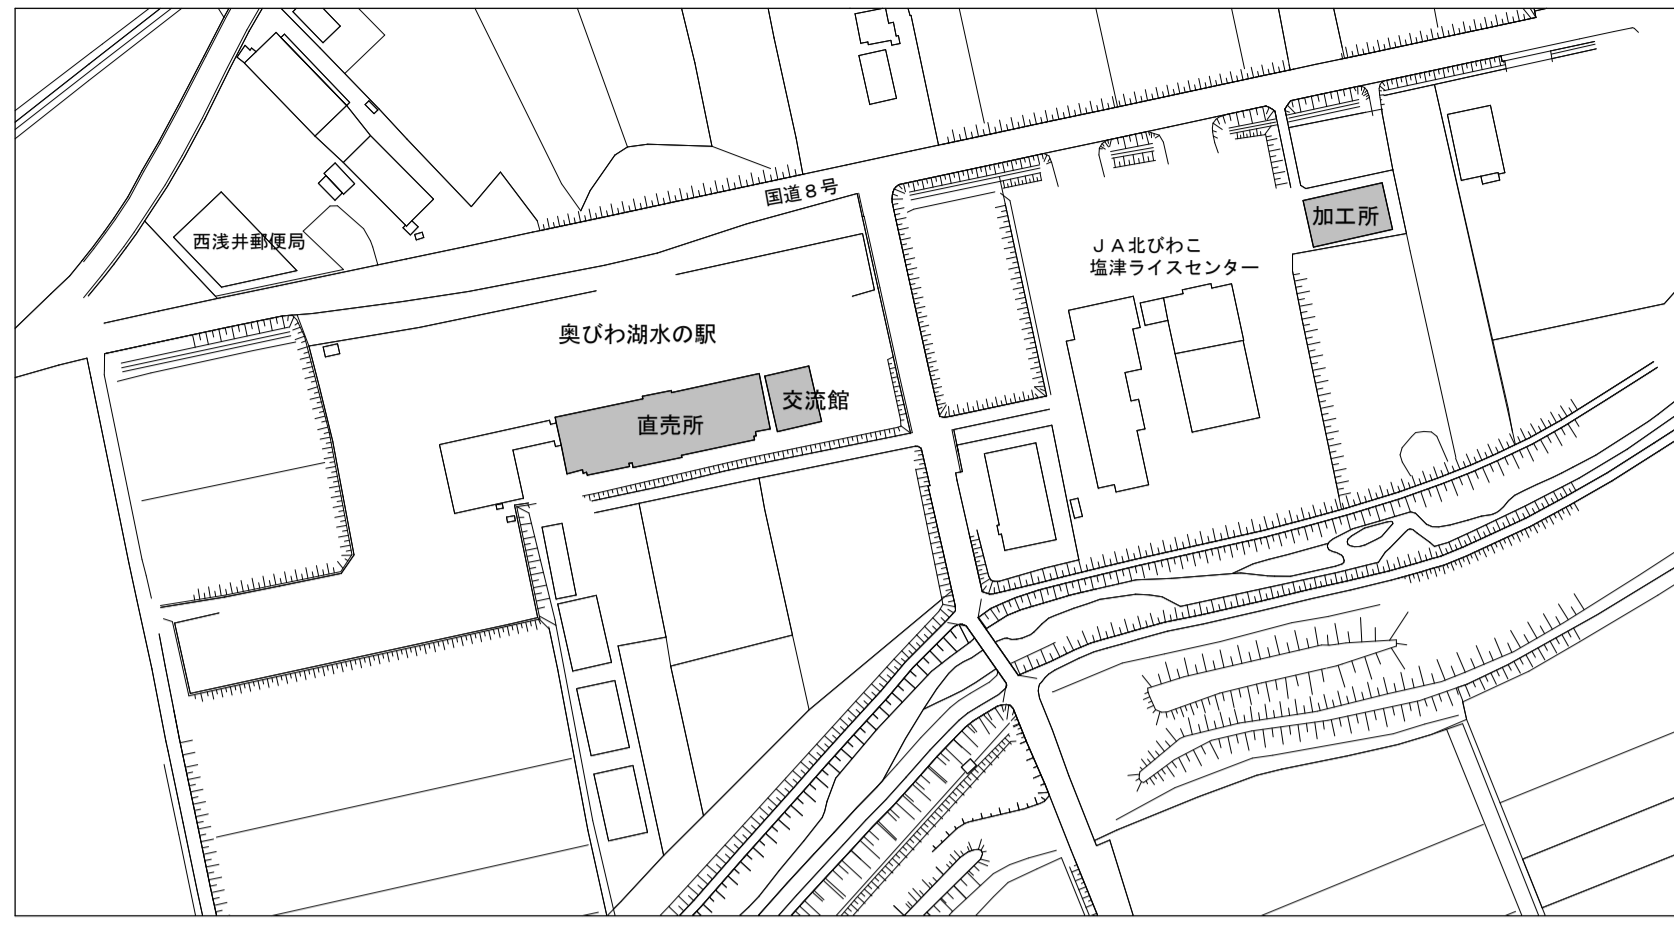 国道８号
加工所
西浅井郵便局
ＪＡ北びわこ
塩津ライスセンター
奥びわ湖水の駅
交流館
直売所